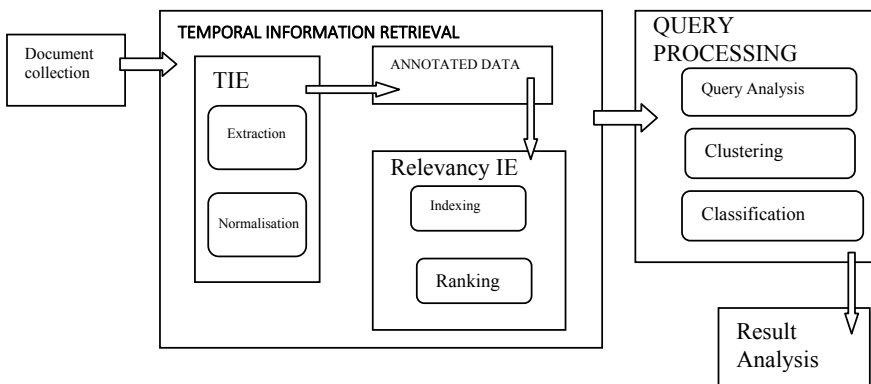 Document
collection
TEMPORAL INFORMATION RETRIEVAL
TIE
Extraction
Normalisation
ANNOTATED DATA
Relevancy IE
Indexing
Ranking
QUERY
PROCESSING
Query Analysis
Clustering
Classification
Result
Analysis